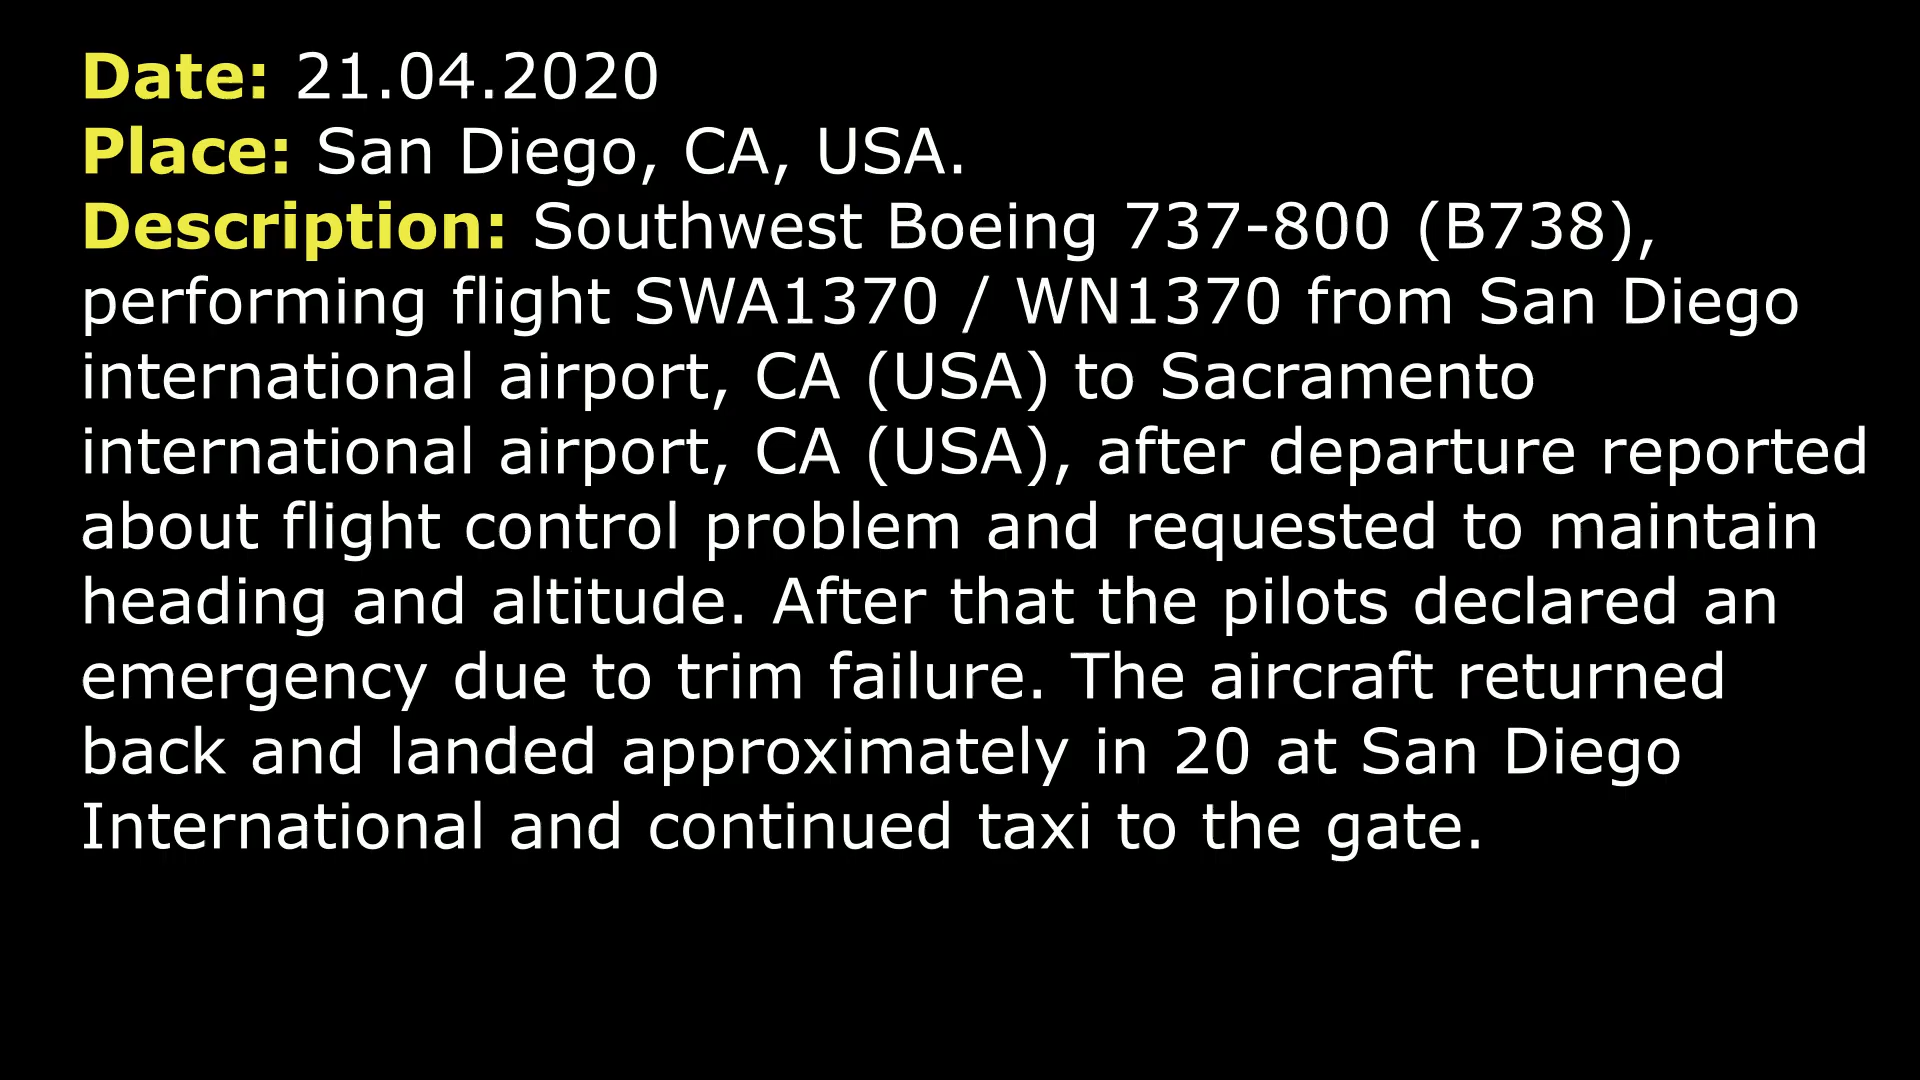 Date: 21.04.2020
Place: San Diego, CA, USA.
Description: Southwest Boeing 737-800 (B738),
performing flight SWA1370 / WN1370 from San Diego
international airport, CA (USA) to Sacramento
international airport, CA (USA), after departure reported
about flight control problem and requested to maintain
heading and altitude. After that the pilots declared an
emergency due to trim failure. The aircraft returned
back and landed approximately in 20 at San Diego
International and continued taxi to the gate.